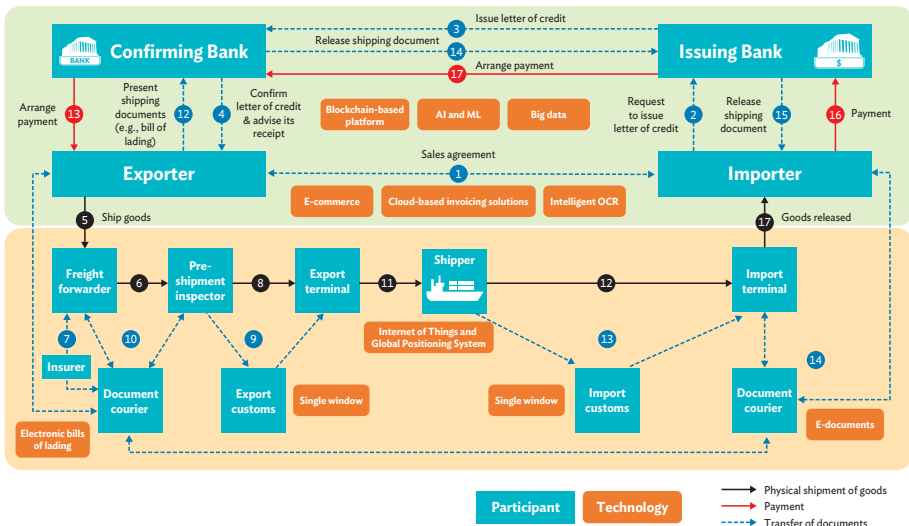 Issue letter of credit
3
Confirming Bank
BANK
Release shipping document
14
Issuing Bank
$
Arrange payment
17
Arrange
payment
13
Present
shipping
documents
(e.g., bill of
lading)
12
4
Confirm
letter of credit
& advise its
receipt
Blockchain-based
platform
AI and ML
Big data
Request
to issue
letter of credit
2
Release
shipping
document
15
16
Payment
Sales agreement
1
Exporter
Importer
E-commerce
Cloud-based invoicing solutions
Intelligent OCR
5
Ship goods
17
Goods released
Freight
forwarder
6
Pre-
shipment
inspector
8
Export
terminal
11
Shipper
12
Import
terminal
Internet of Things and
Global Positioning System
7
10
9
13
14
Insurer
Document
courier
Export
customs
Single window
Single window
Import
customs
Document
courier
E-documents
Electronic bills
of lading
Participant
Technology
Physical shipment of goods
Payment
Transfer of documents